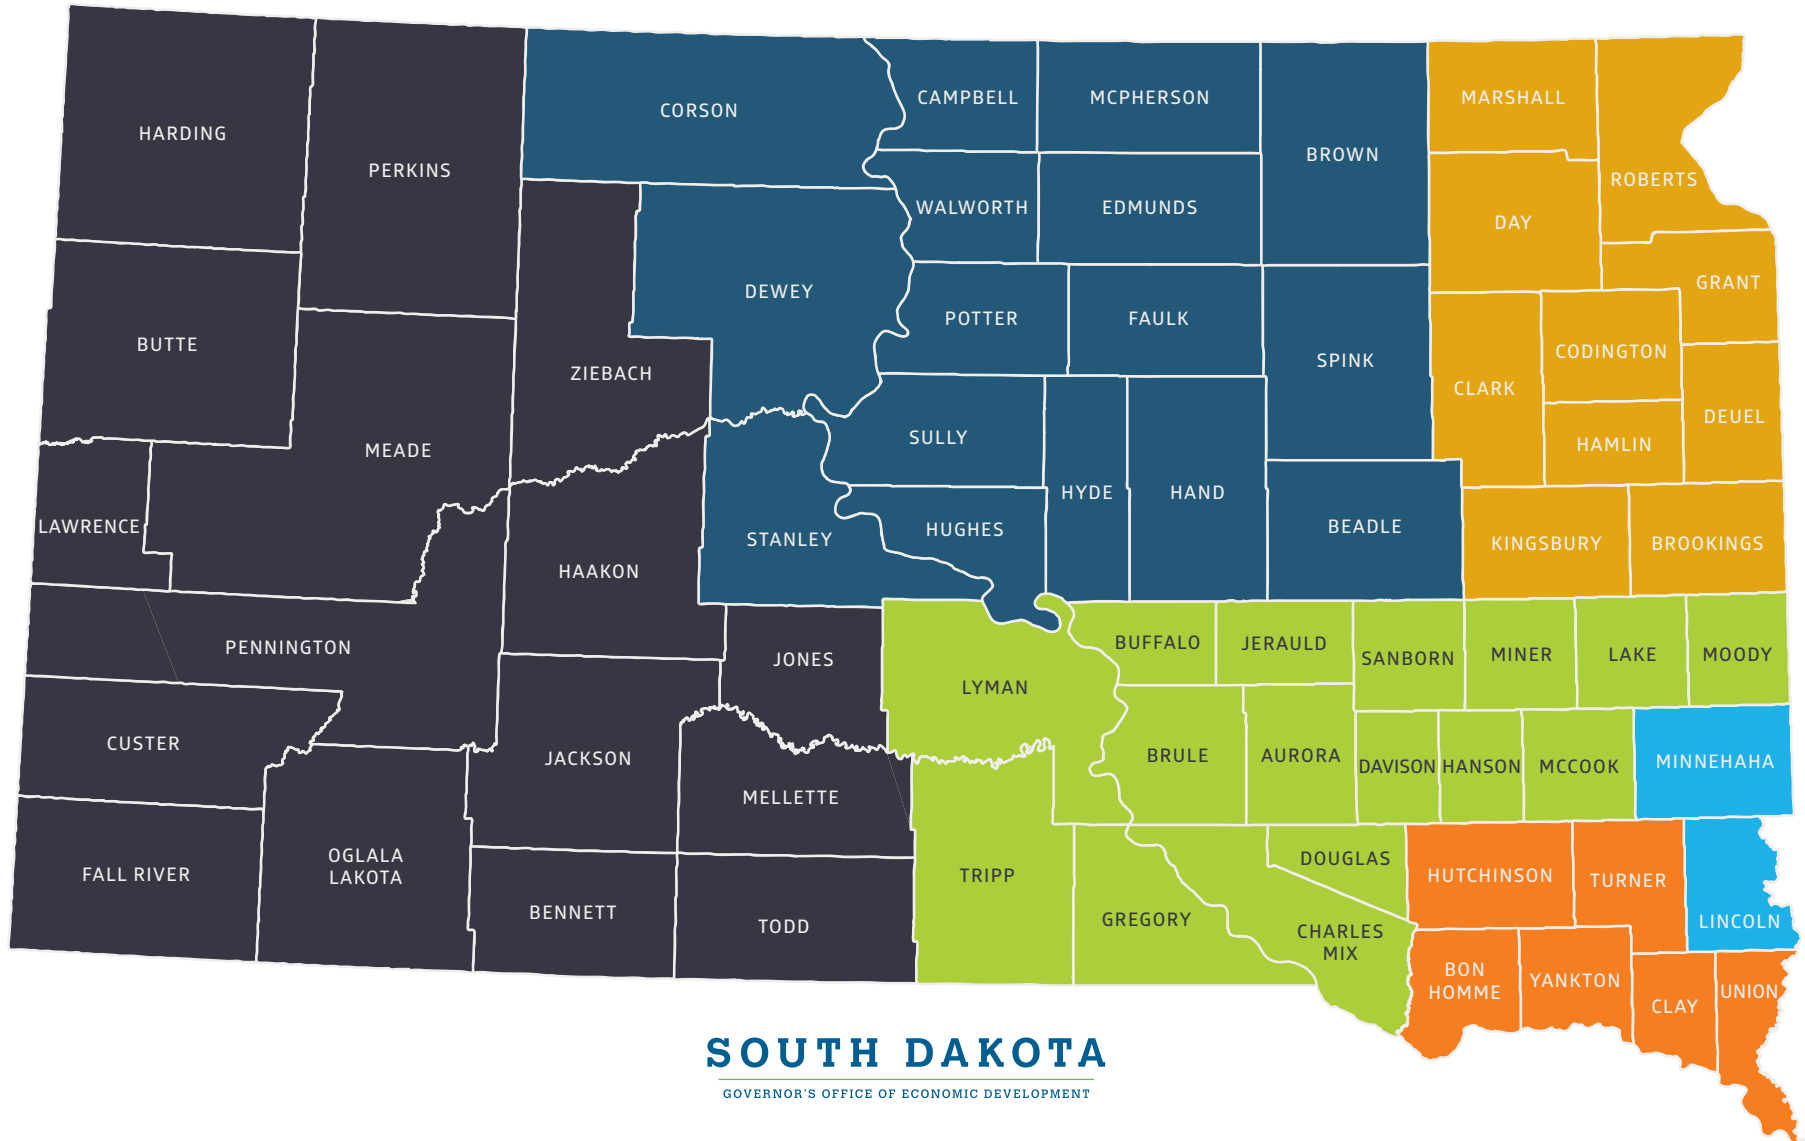 CAMPBELL
MCPHERSON
MARSHALL
CORSON
HARDING
BROWN
PERKINS
ROBERTS
WALWORTH
EDMUNDS
DAY
GRANT
DEWEY
POTTER
FAULK
BUTTE
CODINGTON
SPINK
ZIEBACH
CLARK
DEUEL
SULLY
HAMLIN
MEADE
HYDE
HAND
LAWRENCE
BEADLE
HUGHES
STANLEY
KINGSBURY
BROOKINGS
HAAKON
BUFFALO
JERAULD
PENNINGTON
SANBORN
MINER
LAKE
MOODY
JONES
LYMAN
CUSTER
JACKSON
BRULE
AURORA
MINNEHAHA
DAVISON
HANSON
MCCOOK
MELLETTE
OGLALA
LAKOTA
DOUGLAS
FALL RIVER
TRIPP
HUTCHINSON
TURNER
BENNETT
GREGORY
LINCOLN
TODD
CHARLES
MIX
BON
HOMME
YANKTON
UNION
CLAY
SOUTH DAKOTA
GOVERNOR'S OFFICE OF ECONOMIC DEVELOPMENT